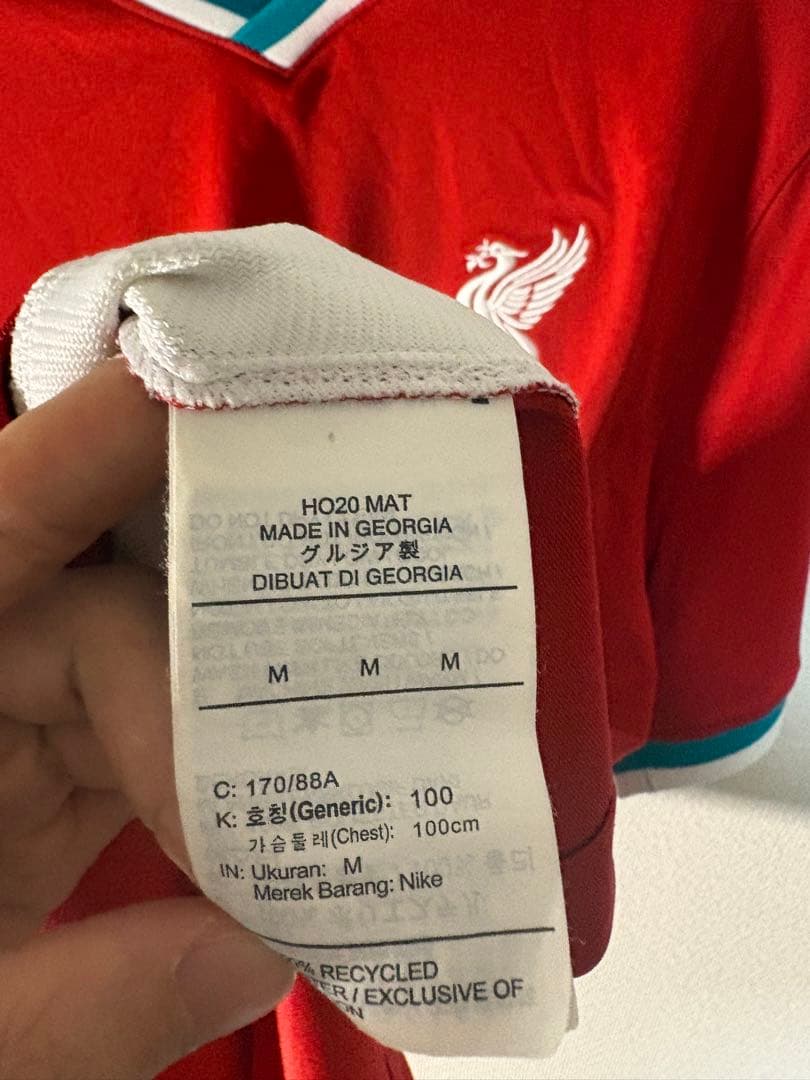 HO20 MAT
MADE IN GEORGIA
グルジア製
DIBUAT DI GEORGIA
M M M
C: 170/88A
K: 호칭(Generic): 100
가슴둘레(Chest): 100cm
IN: Ukuran: M
Merek Barang: Nike
% RECYCLED
/ EXCLUSIVE OF